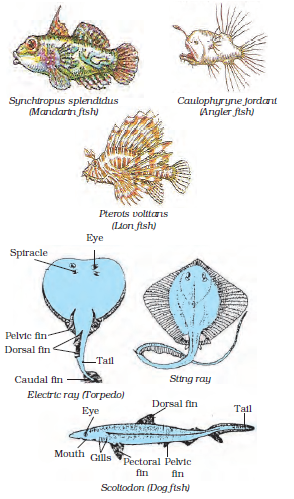 Synchiropus splendidus
(Mandarin fish)
Caulophyryne jordani
(Angler fish)
Pterois volitans
(Lion fish)
Eye
Spiracle
Pelvic fin
Dorsal fin
Tail
Caudal fin
Electric ray (Torpedo)
Sting ray
Eye
Dorsal fin
Tail
Mouth
Gills
Pectoral fin
Pelvic fin
Scoliodon (Dog fish)